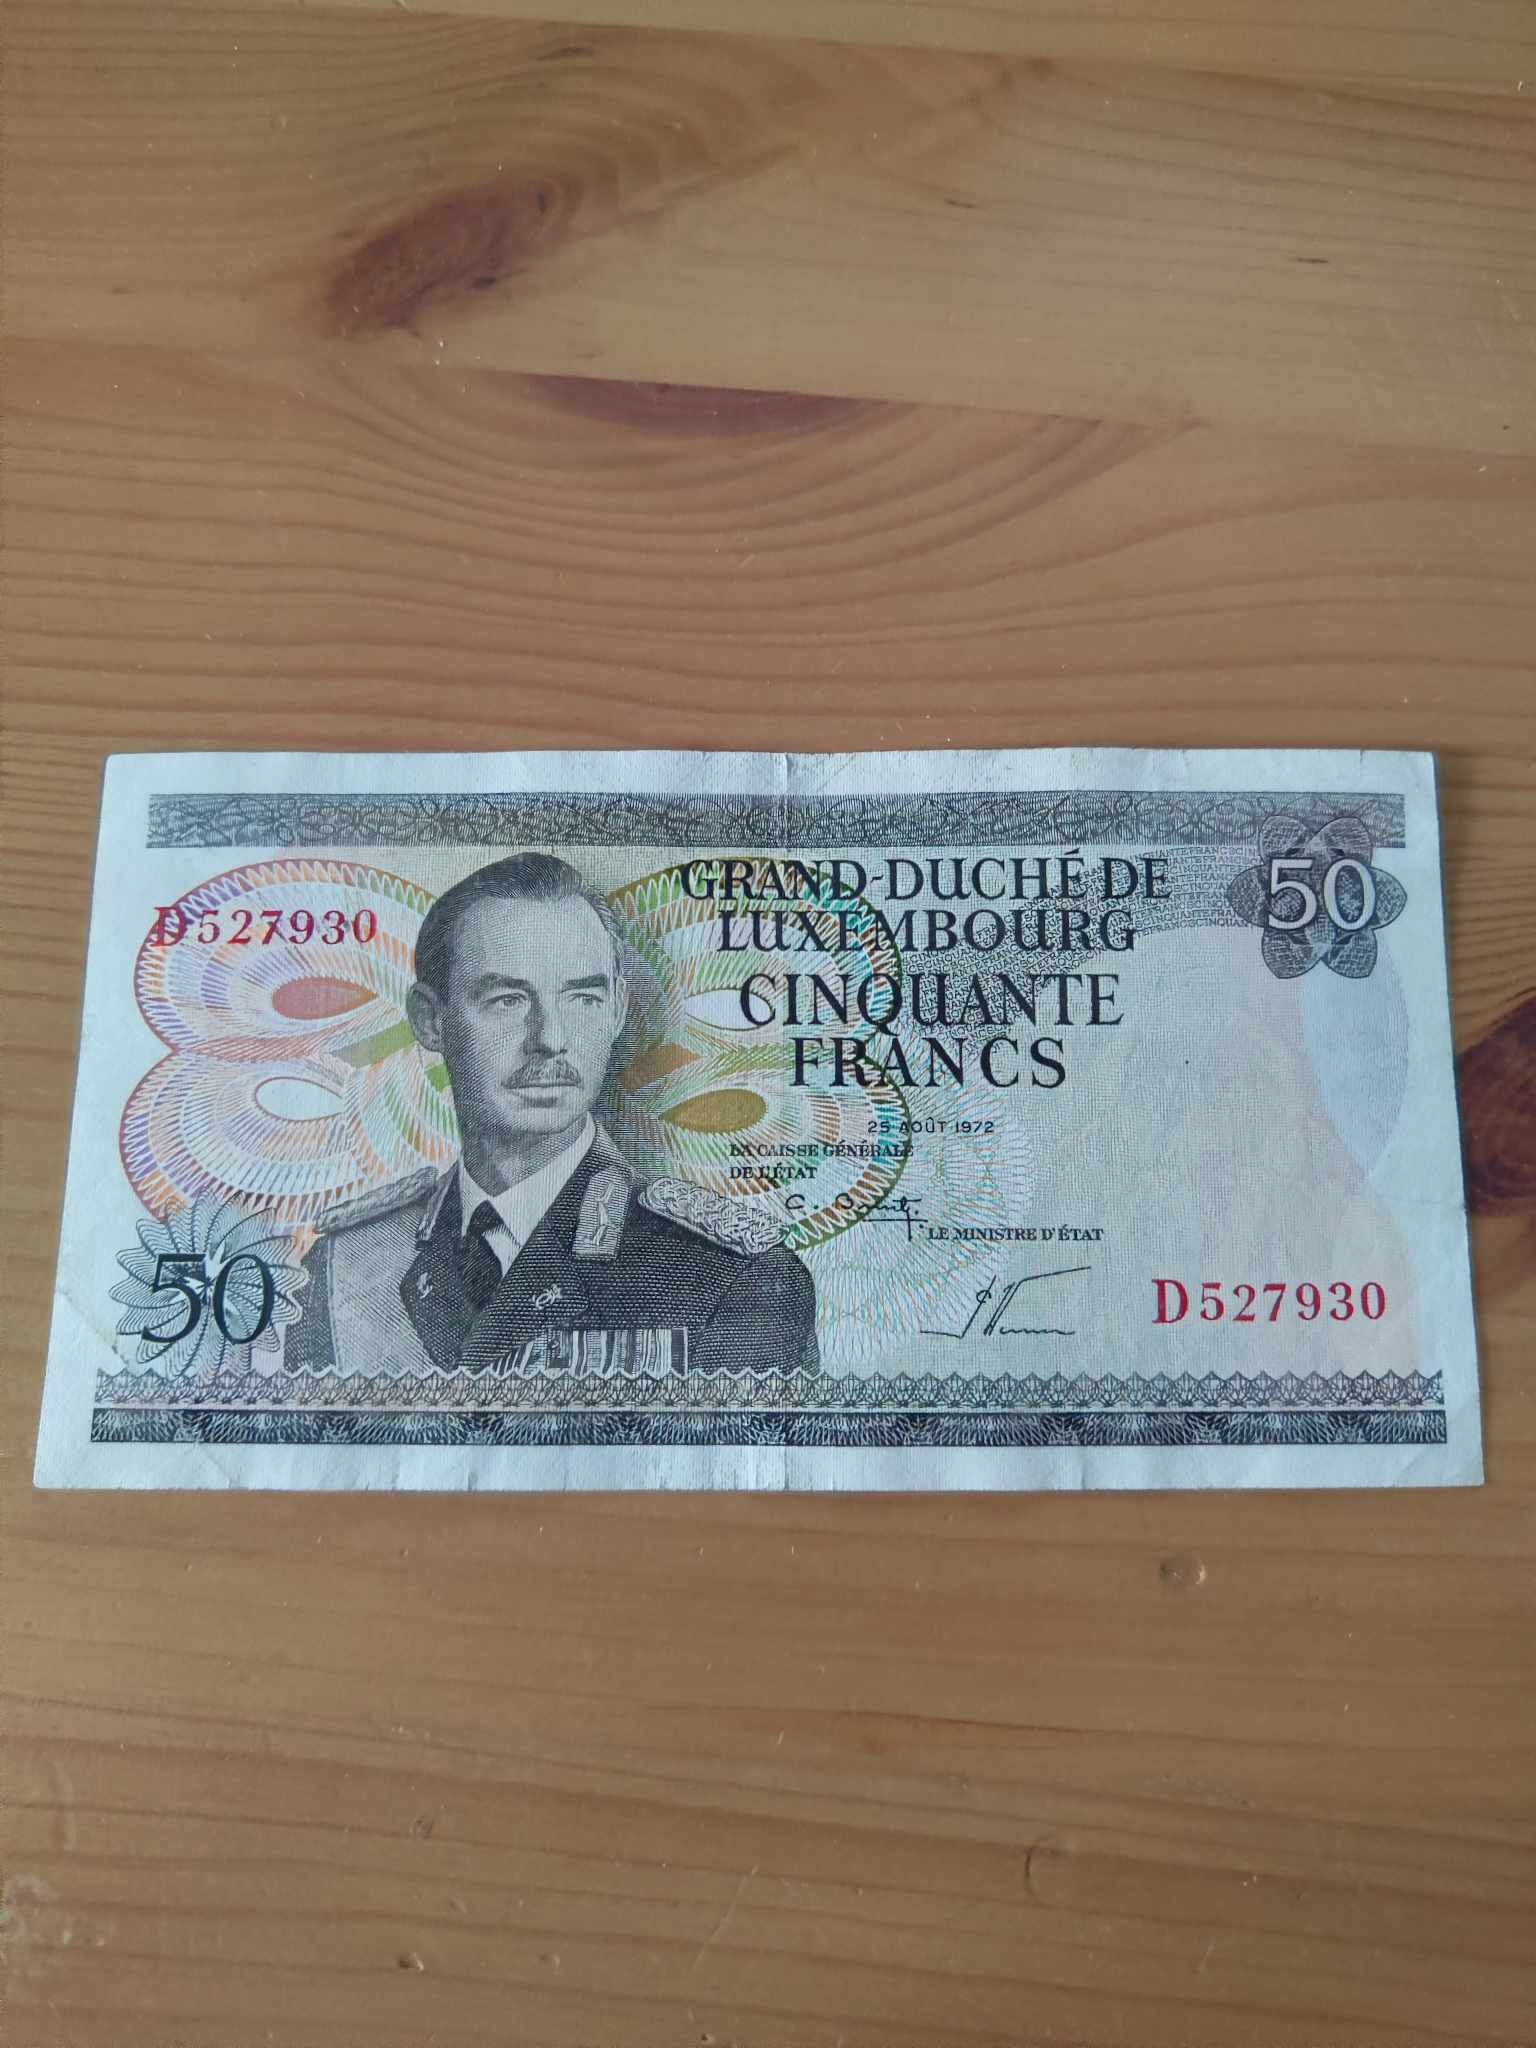 GRAND-DUCHÉ DE
LUXEMBOURG
50
D527930
CINQUANTE
FRANCS
25 AOÛT 1972
LA CAISSE GÉNÉRALE
DE L'ÉTAT
LE MINISTRE D'ÉTAT
50
D527930